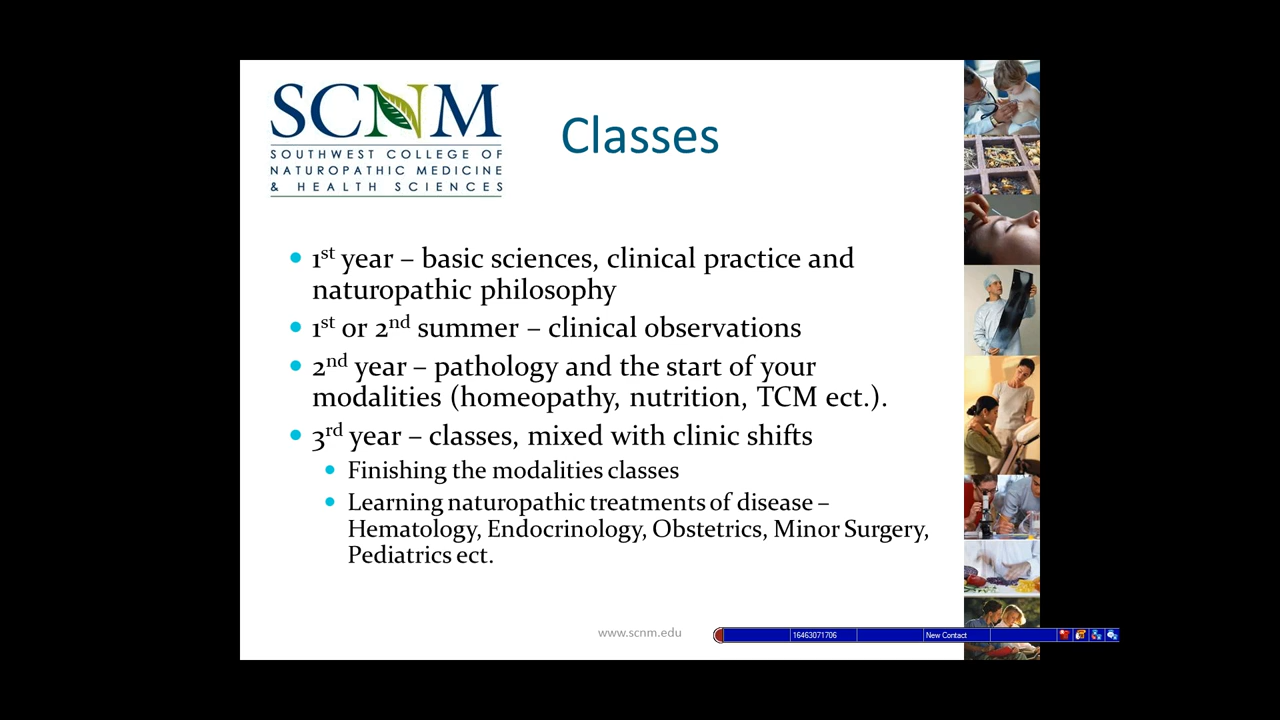 SCNM
SOUTHWEST COLLEGE OF
NATUROPATHIC MEDICINE
& HEALTH SCIENCES
Classes
1st year – basic sciences, clinical practice and
naturopathic philosophy
1st or 2nd summer – clinical observations
2nd year – pathology and the start of your
modalities (homeopathy, nutrition, TCM ect.).
3rd year – classes, mixed with clinic shifts
Finishing the modalities classes
Learning naturopathic treatments of disease –
Hematology, Endocrinology, Obstetrics, Minor Surgery,
Pediatrics ect.
www.scnm.edu
16463071706 New Contact